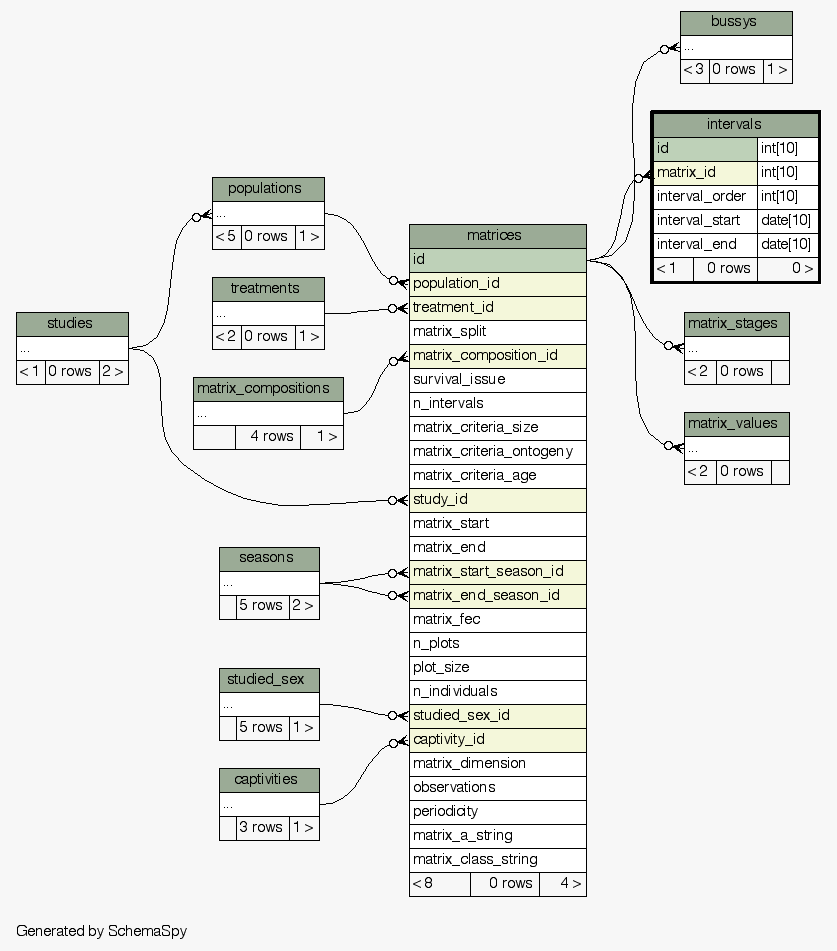 bussys
...
< 3 0 rows 1 >
intervals
id int[10]
matrix_id int[10]
interval_order int[10]
interval_start date[10]
interval_end date[10]
< 1 0 rows 0 >
populations
...
< 5 0 rows 1 >
treatments
...
< 2 0 rows 1 >
studies
...
< 1 0 rows 2 >
matrix_compositions
...
4 rows 1 >
matrices
id
population_id
treatment_id
matrix_split
matrix_composition_id
survival_issue
n_intervals
matrix_criteria_size
matrix_criteria_ontogeny
matrix_criteria_age
study_id
matrix_start
matrix_end
matrix_start_season_id
matrix_end_season_id
matrix_fec
n_plots
plot_size
n_individuals
studied_sex_id
captivity_id
matrix_dimension
observations
periodicity
matrix_a_string
matrix_class_string
< 8 0 rows 4 >
matrix_stages
...
< 2 0 rows
matrix_values
...
< 2 0 rows
seasons
...
5 rows 2 >
studied_sex
...
5 rows 1 >
captivities
...
3 rows 1 >
Generated by SchemaSpy